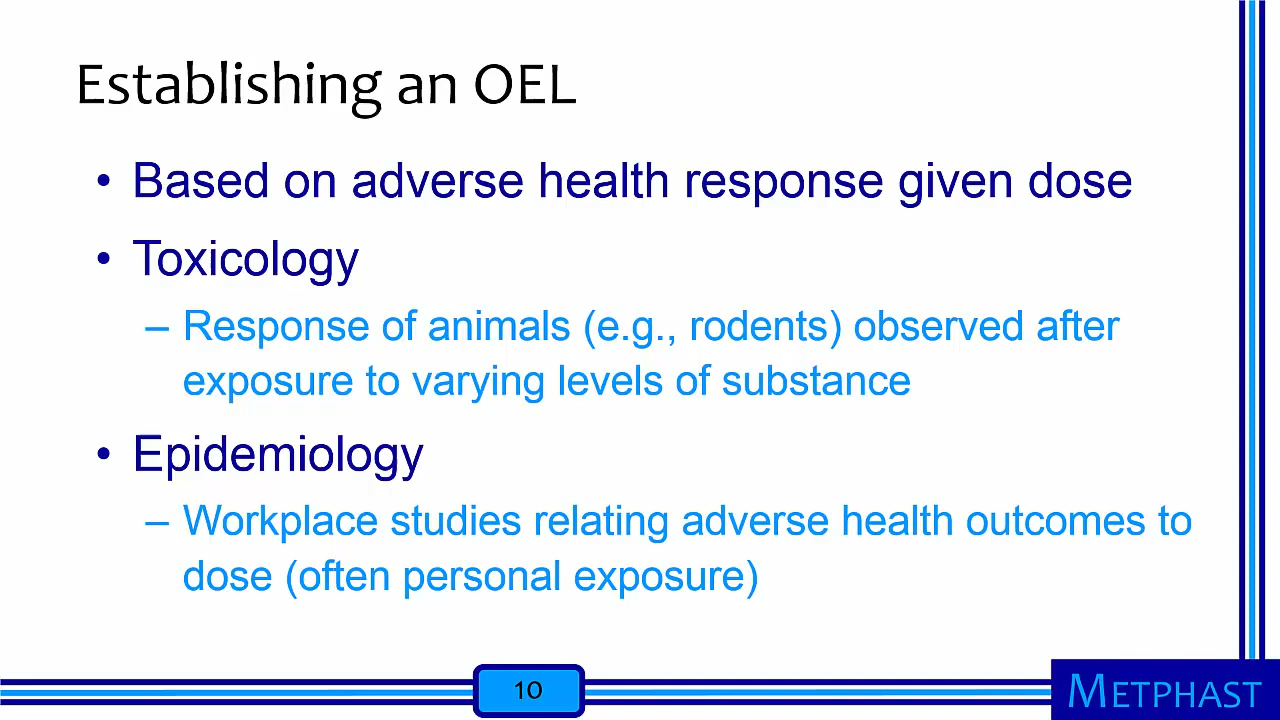 Establishing an OEL
• Based on adverse health response given dose
• Toxicology
– Response of animals (e.g., rodents) observed after
exposure to varying levels of substance
• Epidemiology
– Workplace studies relating adverse health outcomes to
dose (often personal exposure)
10
METPHAST